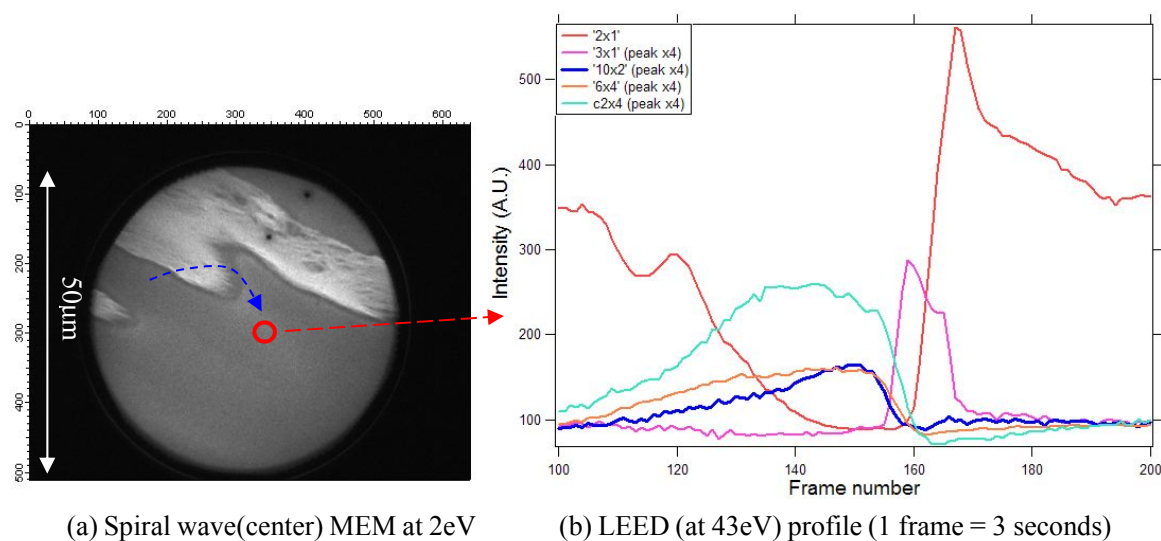 0 100 200 300 400 500 600
0
100
200
300
400
500
50μm
'2x1'
'3x1' (peak x4)
'10x2' (peak x4)
'6x4' (peak x4)
c2x4 (peak x4)
Intensity (A.U.)
500
400
300
200
100
100 120 140 160 180 200
Frame number
(a) Spiral wave(center) MEM at 2eV
(b) LEED (at 43eV) profile (1 frame = 3 seconds)